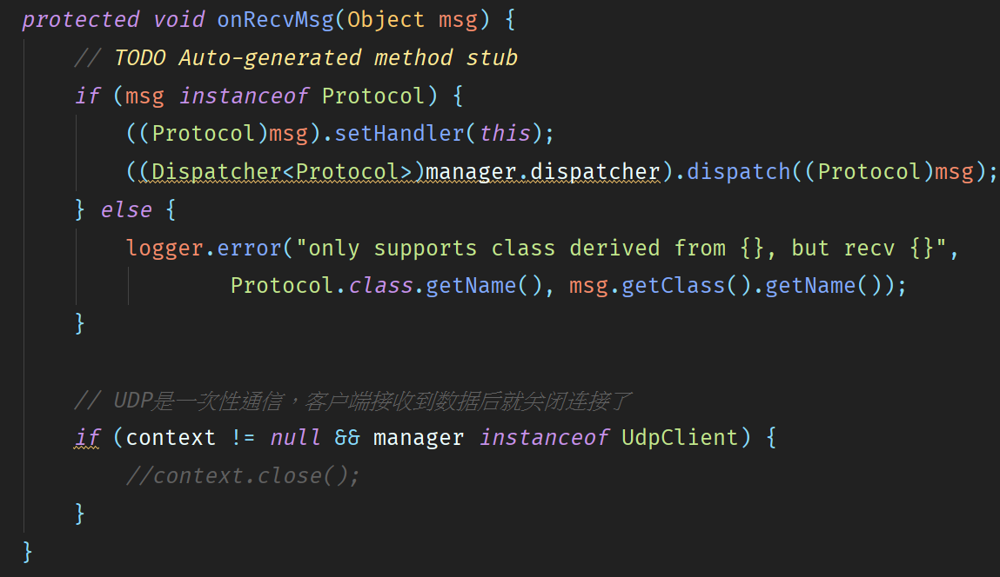 protected void onRecvMsg(Object msg) {
// TODO Auto-generated method stub
if (msg instanceof Protocol) {
((Protocol)msg).setHandler(this);
((Dispatcher<Protocol>)manager.dispatcher).dispatch((Protocol)msg);
} else {
logger.error("only supports class derived from {}, but recv {}",
Protocol.class.getName(), msg.getClass().getName());
}
// UDP是一次性通信，客户端接收到数据后就关闭连接了
if (context != null && manager instanceof UdpClient) {
//context.close();
}
}